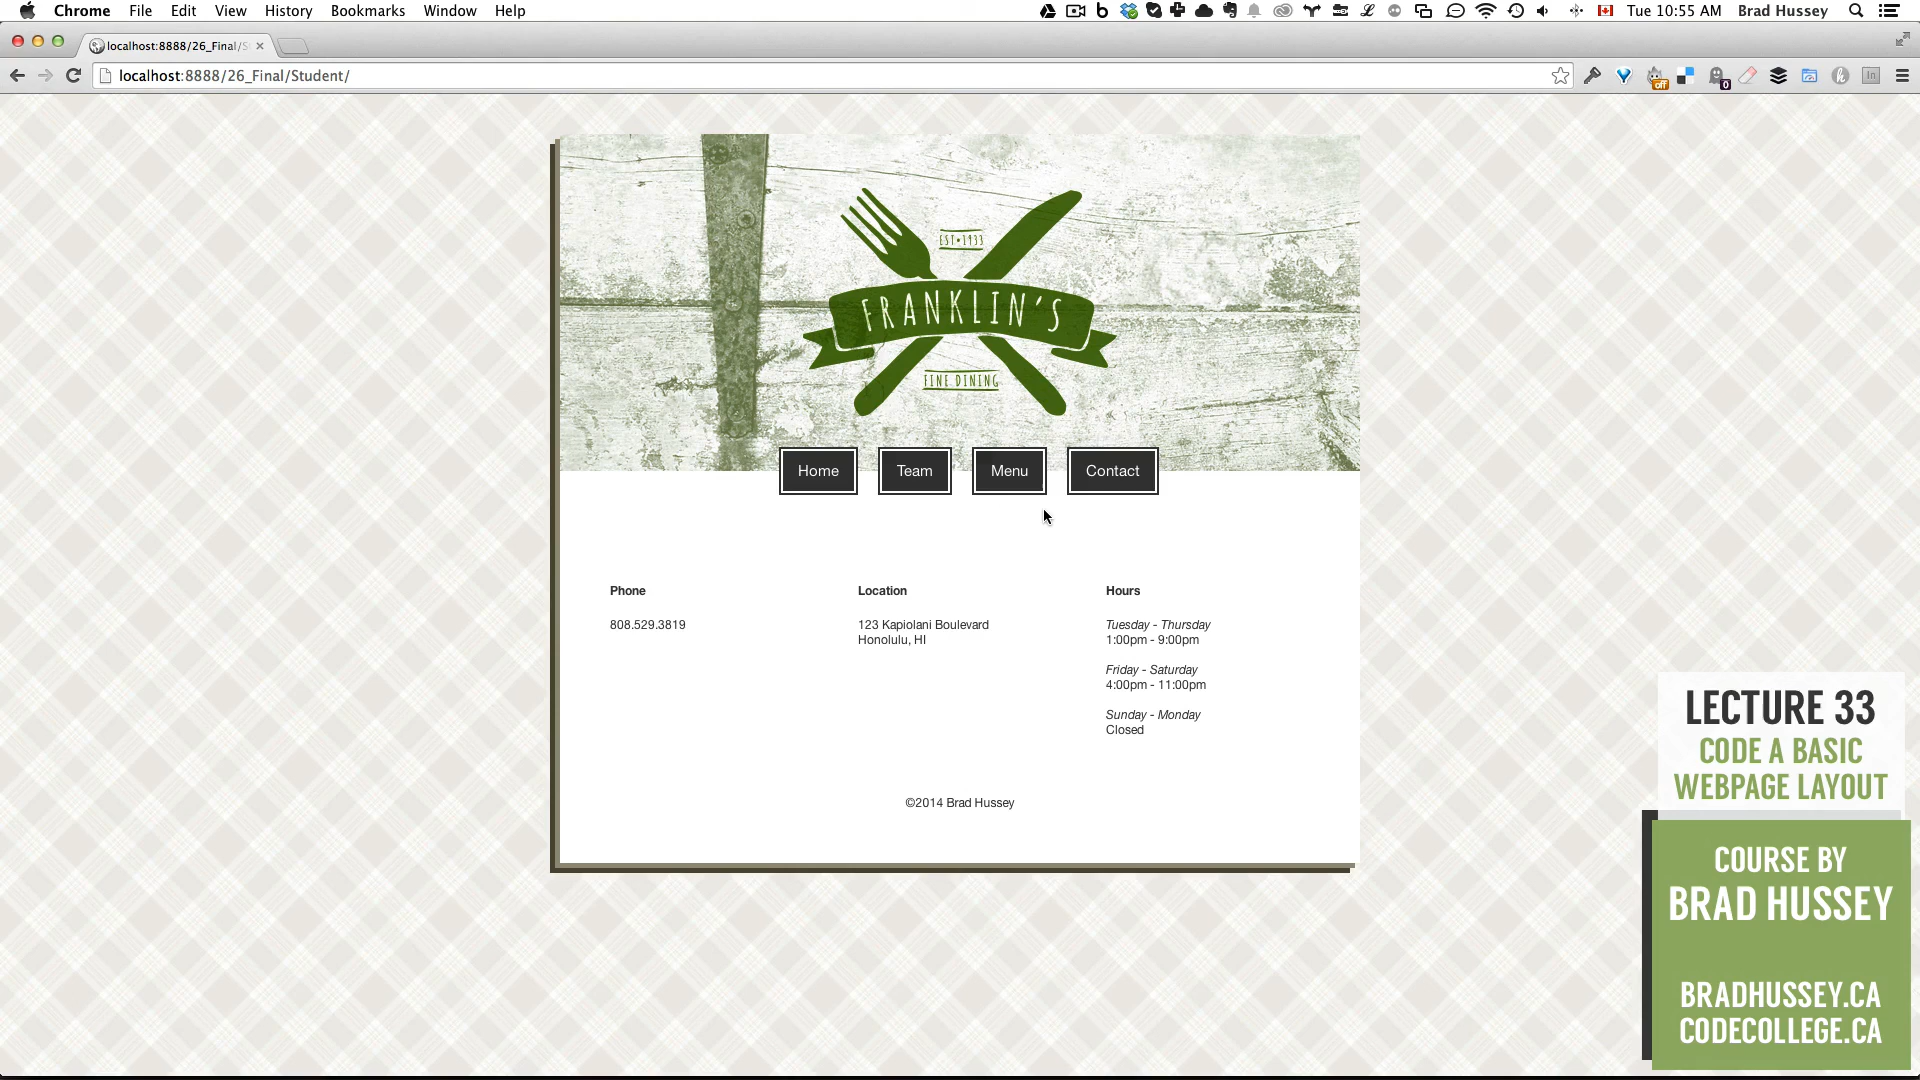 Chrome File Edit View History Bookmarks Window Help
Tue 10:55 AM Brad Hussey
localhost:8888/26_Final/S
localhost:8888/26_Final/Student/
off
0
In
EST•1933
FRANKLIN'S
FINE DINING
Home Team Menu Contact
Phone
808.529.3819
Location
123 Kapiolani Boulevard
Honolulu, HI
Hours
Tuesday - Thursday
1:00pm - 9:00pm
Friday - Saturday
4:00pm - 11:00pm
Sunday - Monday
Closed
©2014 Brad Hussey
LECTURE 33
CODE A BASIC
WEBPAGE LAYOUT
COURSE BY
BRAD HUSSEY
BRADHUSSEY.CA
CODECOLLEGE.CA